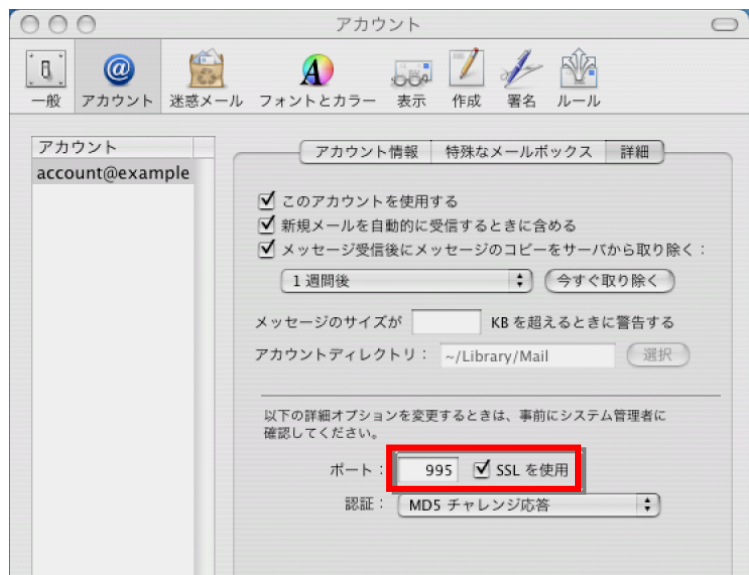 アカウント
一般 アカウント 迷惑メール フォントとカラー 表示 作成 署名 ルール
アカウント
account@example
アカウント情報 特殊なメールボックス 詳細
このアカウントを使用する
新規メールを自動的に受信するときに含める
メッセージ受信後にメッセージのコピーをサーバから取り除く：
1 週間後 今すぐ取り除く
メッセージのサイズが KB を超えるときに警告する
アカウントディレクトリ： ~/Library/Mail 選択
以下の詳細オプションを変更するときは、事前にシステム管理者に
確認してください。
ポート： 995 SSL を使用
認証： MD5 チャレンジ応答